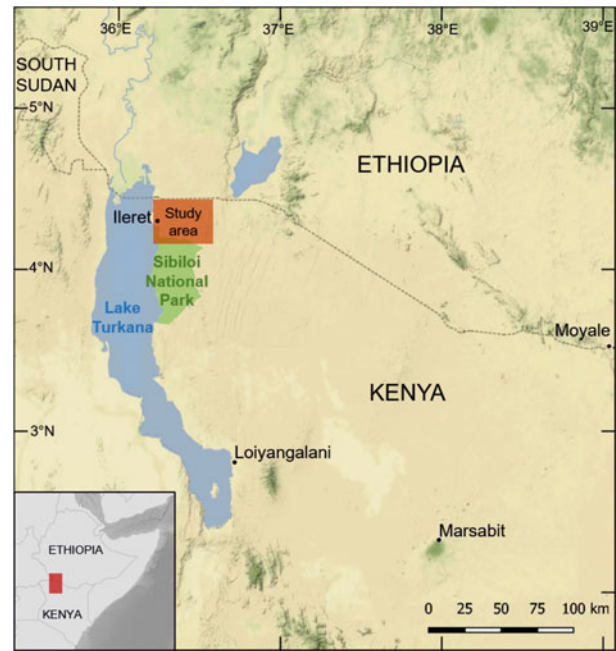 36°E
37°E
38°E
39°E
SOUTH
SUDAN
5°N
ETHIOPIA
Ileret
Study
area
4°N
Sibiloi
National
Park
Lake
Turkana
Moyale
KENYA
3°N
Loiyangalani
Marsabit
ETHIOPIA
KENYA
0 25 50 75 100 km